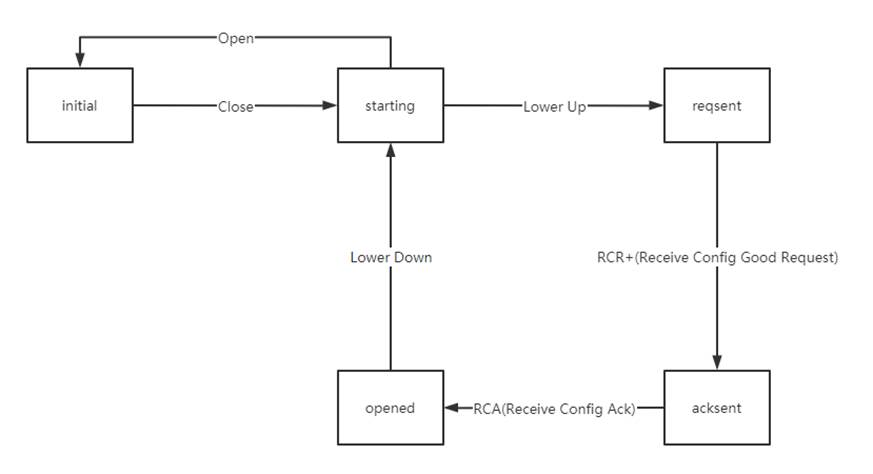 Open
initial
Close
starting
Lower Up
reqsent
Lower Down
RCR+(Receive Config Good Request)
opened
RCA(Receive Config Ack)
acksent